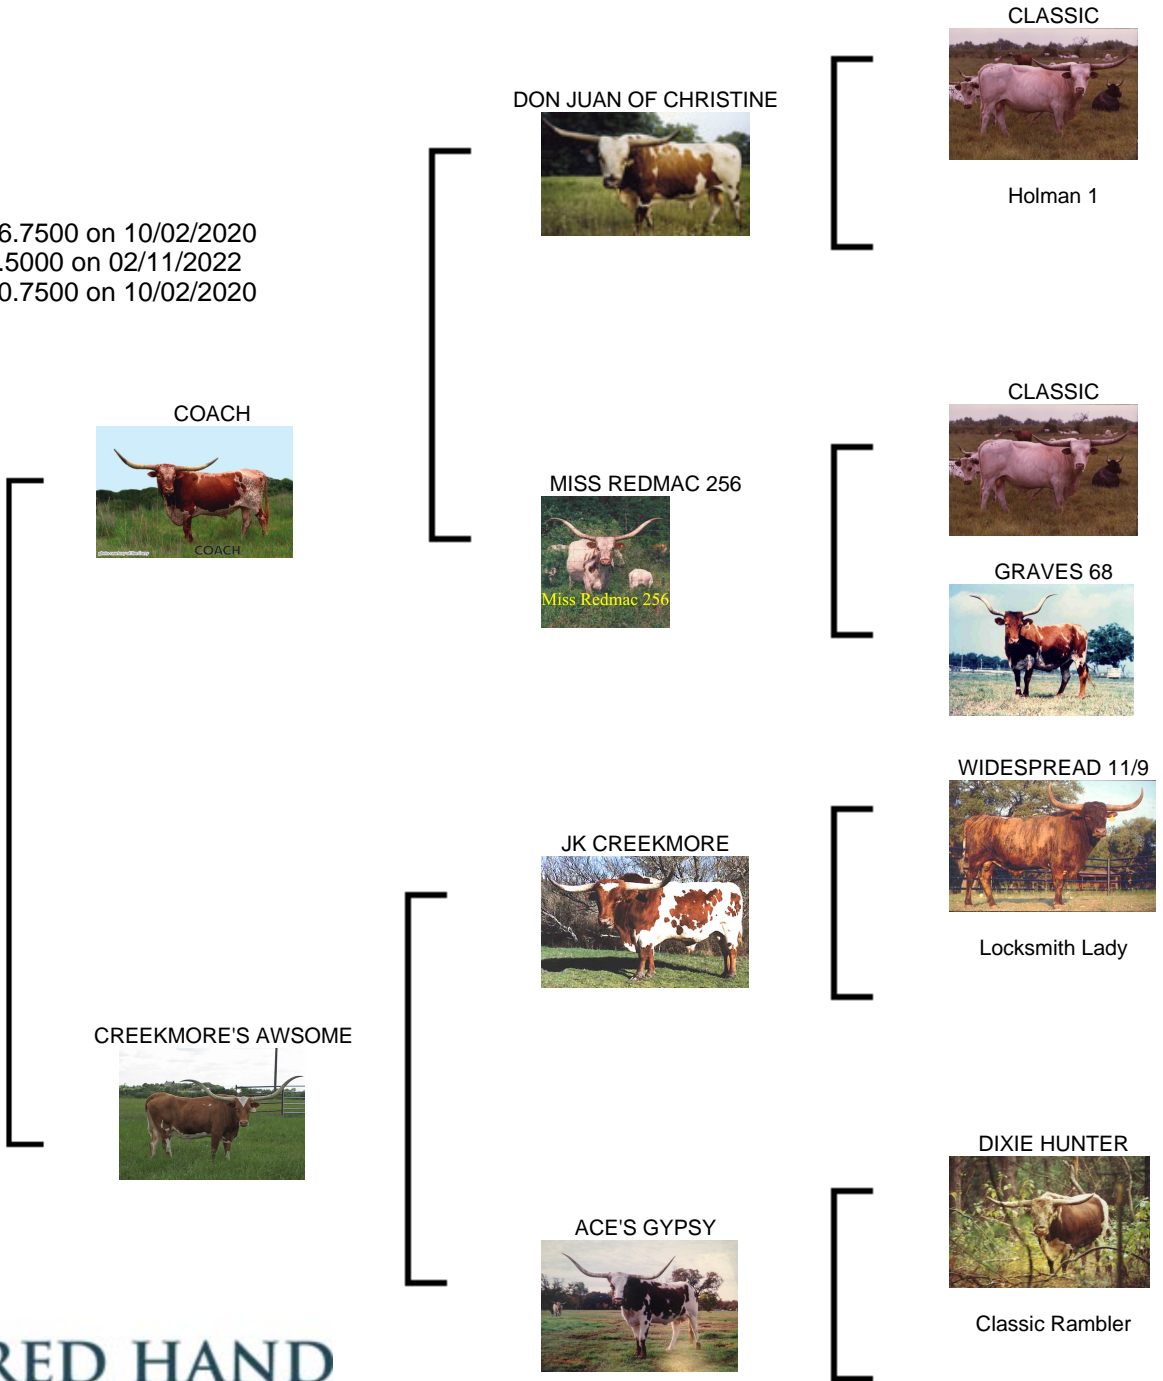 CLASSIC
DON JUAN OF CHRISTINE
Holman 1
6.7500 on 10/02/2020
.5000 on 02/11/2022
0.7500 on 10/02/2020
CLASSIC
COACH
COACH
MISS REDMAC 256
Miss Redmac 256
GRAVES 68
WIDESPREAD 11/9
JK CREEKMORE
Locksmith Lady
CREEKMORE'S AWSOME
DIXIE HUNTER
ACE'S GYPSY
Classic Rambler
RED HAND